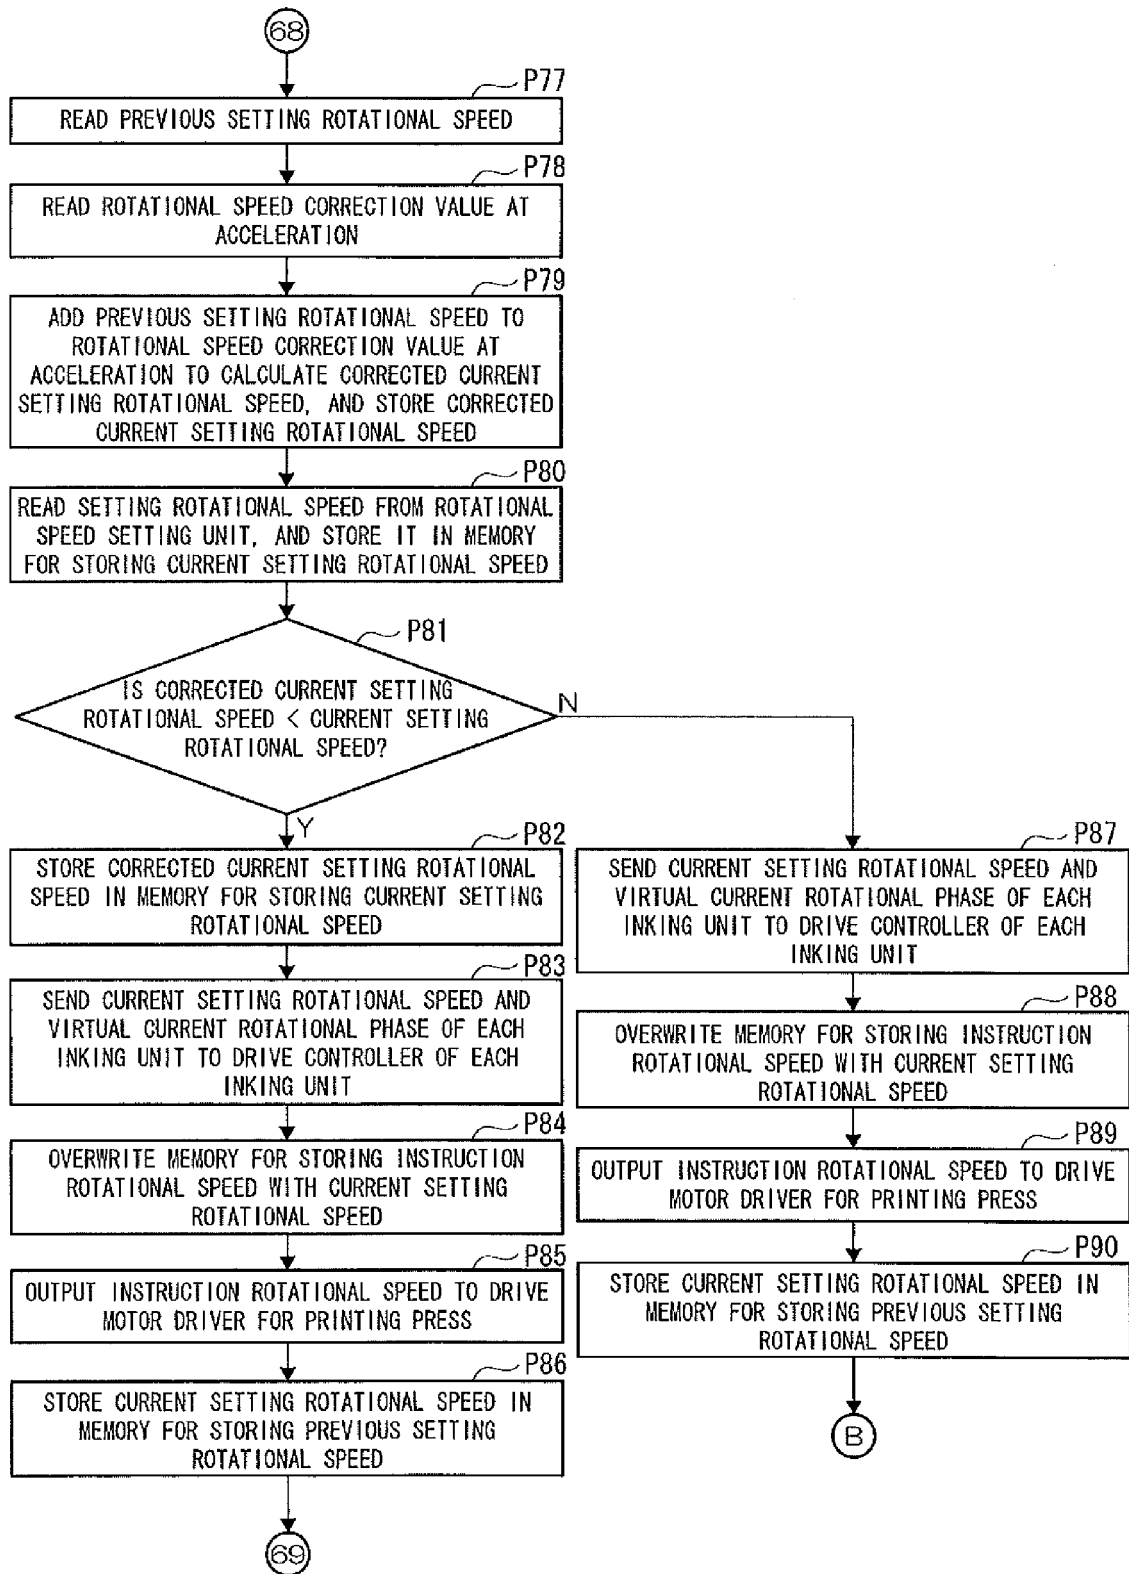 68
P77
READ PREVIOUS SETTING ROTATIONAL SPEED
P78
READ ROTATIONAL SPEED CORRECTION VALUE AT
ACCELERATION
P79
ADD PREVIOUS SETTING ROTATIONAL SPEED TO
ROTATIONAL SPEED CORRECTION VALUE AT
ACCELERATION TO CALCULATE CORRECTED CURRENT
SETTING ROTATIONAL SPEED, AND STORE CORRECTED
CURRENT SETTING ROTATIONAL SPEED
P80
READ SETTING ROTATIONAL SPEED FROM ROTATIONAL
SPEED SETTING UNIT, AND STORE IT IN MEMORY
FOR STORING CURRENT SETTING ROTATIONAL SPEED
P81
IS CORRECTED CURRENT SETTING
ROTATIONAL SPEED < CURRENT SETTING
ROTATIONAL SPEED?
N
Y
P82
STORE CORRECTED CURRENT SETTING ROTATIONAL
SPEED IN MEMORY FOR STORING CURRENT SETTING
ROTATIONAL SPEED
P83
SEND CURRENT SETTING ROTATIONAL SPEED AND
VIRTUAL CURRENT ROTATIONAL PHASE OF EACH
INKING UNIT TO DRIVE CONTROLLER OF EACH
INKING UNIT
P84
OVERWRITE MEMORY FOR STORING INSTRUCTION
ROTATIONAL SPEED WITH CURRENT SETTING
ROTATIONAL SPEED
P85
OUTPUT INSTRUCTION ROTATIONAL SPEED TO DRIVE
MOTOR DRIVER FOR PRINTING PRESS
P86
STORE CURRENT SETTING ROTATIONAL SPEED IN
MEMORY FOR STORING PREVIOUS SETTING
ROTATIONAL SPEED
69
P87
SEND CURRENT SETTING ROTATIONAL SPEED AND
VIRTUAL CURRENT ROTATIONAL PHASE OF EACH
INKING UNIT TO DRIVE CONTROLLER OF EACH
INKING UNIT
P88
OVERWRITE MEMORY FOR STORING INSTRUCTION
ROTATIONAL SPEED WITH CURRENT SETTING
ROTATIONAL SPEED
P89
OUTPUT INSTRUCTION ROTATIONAL SPEED TO DRIVE
MOTOR DRIVER FOR PRINTING PRESS
P90
STORE CURRENT SETTING ROTATIONAL SPEED IN
MEMORY FOR STORING PREVIOUS SETTING
ROTATIONAL SPEED
B